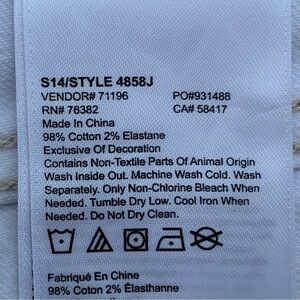 S14/STYLE 4858J
VENDOR# 71196 PO#931488
RN# 76382 CA# 58417
Made In China
98% Cotton 2% Elastane
Exclusive Of Decoration
Contains Non-Textile Parts Of Animal Origin
Wash Inside Out. Machine Wash Cold. Wash
Separately. Only Non-Chlorine Bleach When
Needed. Tumble Dry Low. Cool Iron When
Needed. Do Not Dry Clean.
Fabriqué En Chine
98% Coton 2% Élasthanne